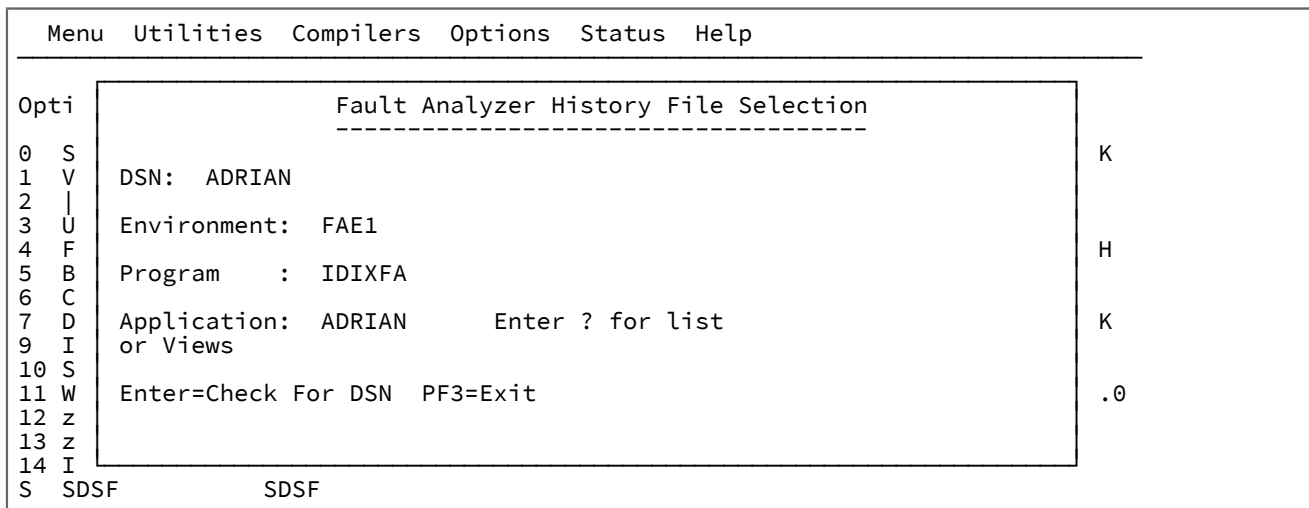 Menu  Utilities  Compilers  Options  Status  Help
Opti                Fault Analyzer History File Selection
                    -------------------------------------
0  S                                                    K
1  V   DSN:  ADRIAN
2  |
3  U   Environment:  FAE1
4  F                                                    H
5  B   Program    :  IDIXFA
6  C
7  D   Application:  ADRIAN      Enter ? for list       K
9  I   or Views
10 S
11 W   Enter=Check For DSN  PF3=Exit                    .0
12 z
13 z
14 I
S  SDSF          SDSF